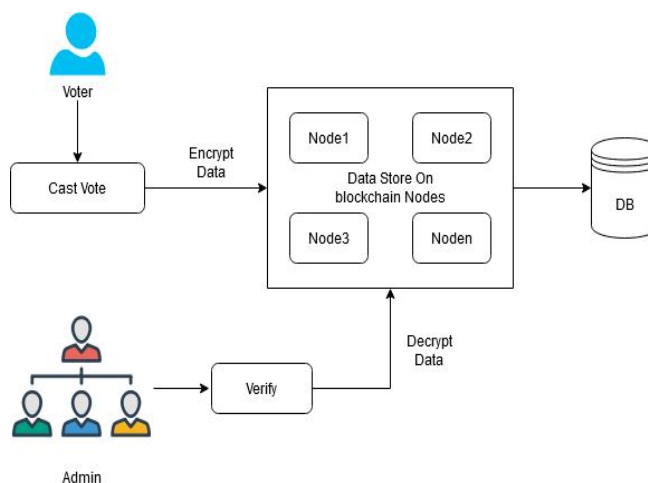 Voter
Cast Vote
Encrypt
Data
Node1
Node2
Data Store On
blockchain Nodes
Node3
Noden
DB
Decrypt
Data
Verify
Admin